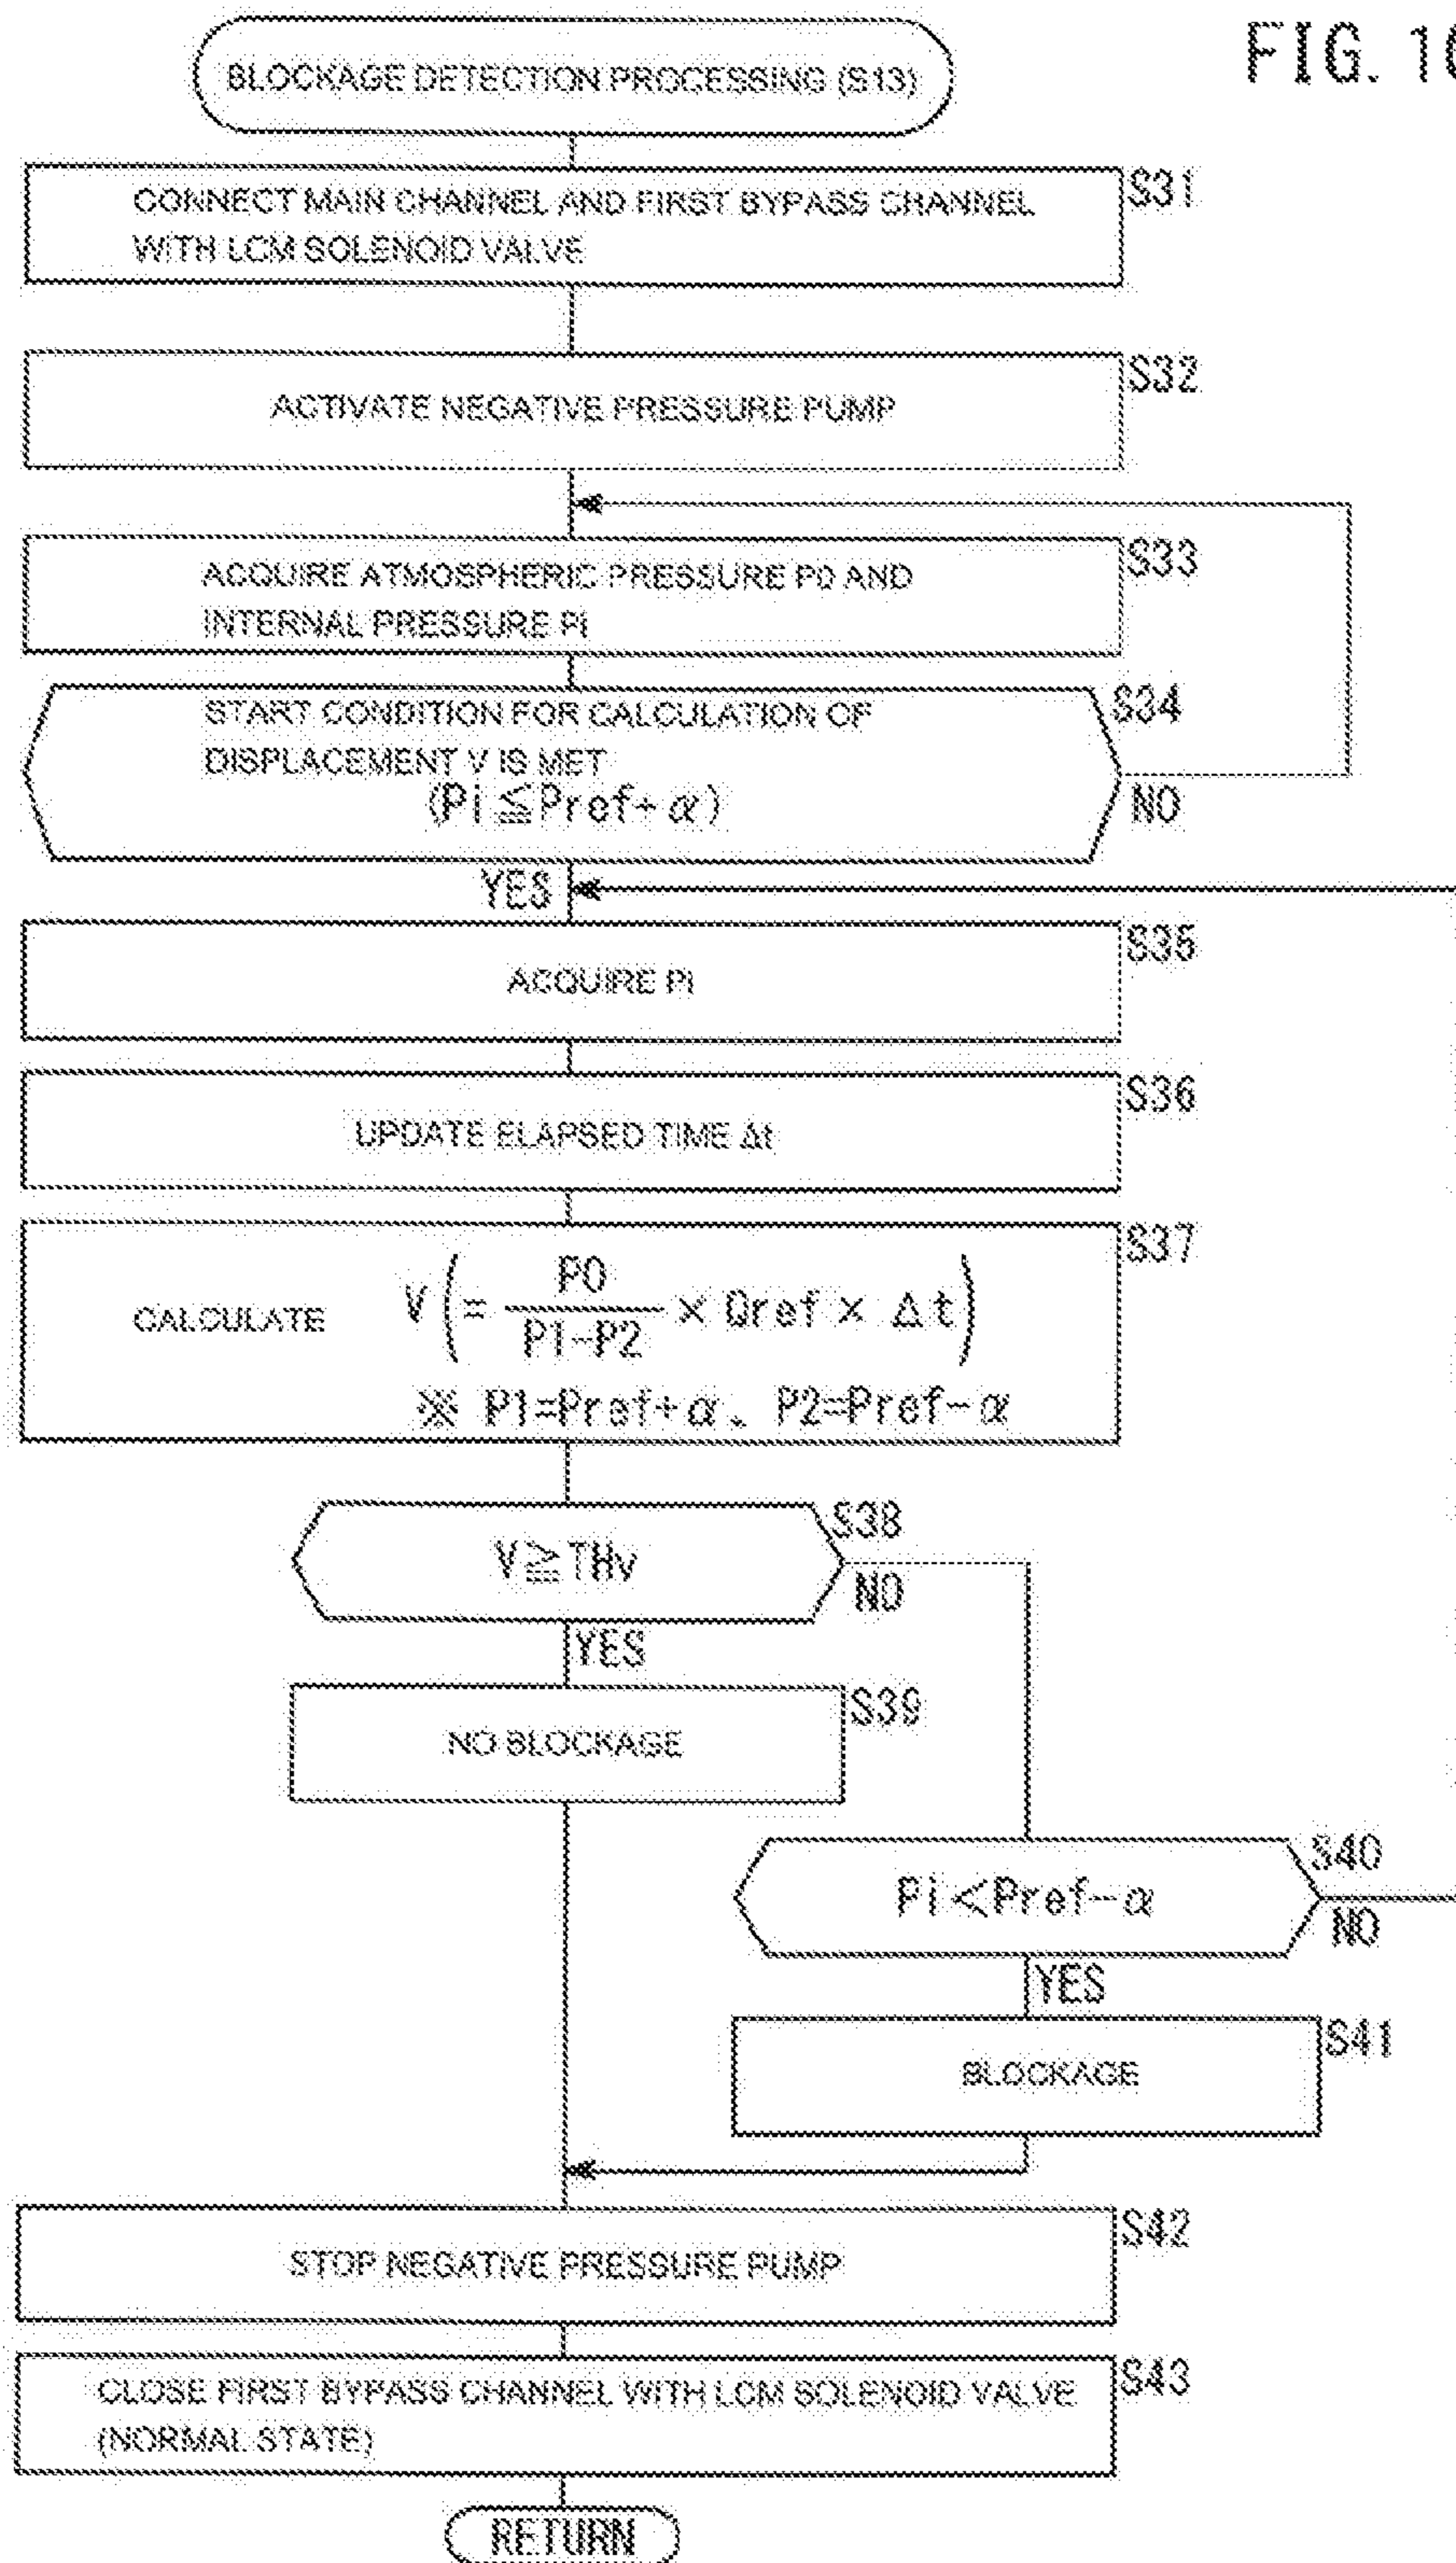 FIG. 10
BLOCKAGE DETECTION PROCESSING (S13)
S31
CONNECT MAIN CHANNEL AND FIRST BYPASS CHANNEL
WITH LCM SOLENOID VALVE
S32
ACTIVATE NEGATIVE PRESSURE PUMP
S33
ACQUIRE ATMOSPHERIC PRESSURE P0 AND
INTERNAL PRESSURE Pi
S34
START CONDITION FOR CALCULATION OF
DISPLACEMENT V IS MET
(Pi≦Pref+α)
NO
YES
S35
ACQUIRE Pi
S36
UPDATE ELAPSED TIME Δt
S37
CALCULATE V(= P0/P1-P2 × Qref × Δt)
※ P1=Pref+α、P2=Pref-α
S38
V≧THv
NO
YES
S39
NO BLOCKAGE
S40
Pi<Pref-α
NO
YES
S41
BLOCKAGE
S42
STOP NEGATIVE PRESSURE PUMP
S43
CLOSE FIRST BYPASS CHANNEL WITH LCM SOLENOID VALVE
(NORMAL STATE)
RETURN